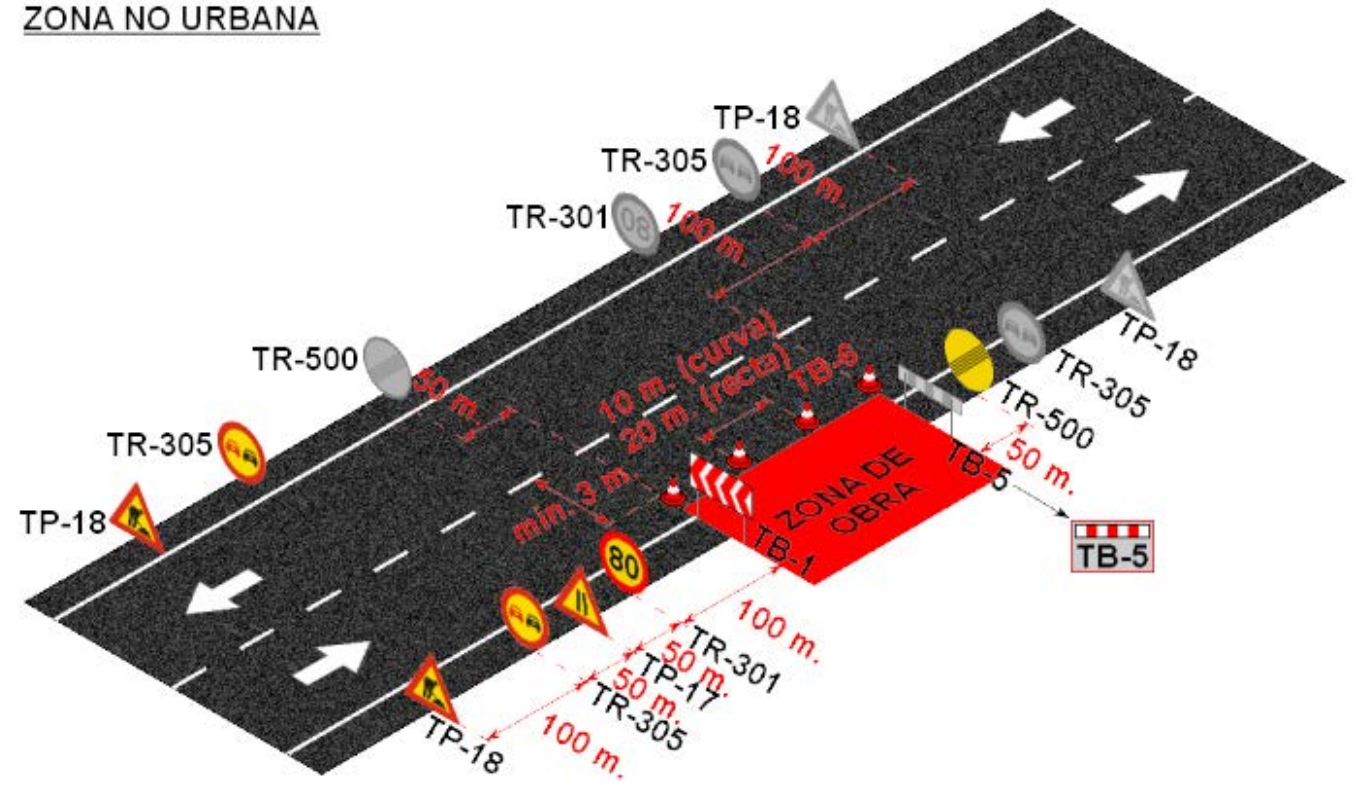 ZONA NO URBANA
TP-18
TR-305
100 m.
TR-301
80
100 m.
TP-18
TR-305
TR-500
50 m.
TR-500
50 m.
10 m. (curva)
20 m. (recta)
TB-6
TR-305
TP-18
min. 3 m.
ZONA DE
OBRA
TB-5
TB-5
TB-1
80
100 m.
TR-301
50 m.
TP-17
50 m.
TR-305
100 m.
TP-18